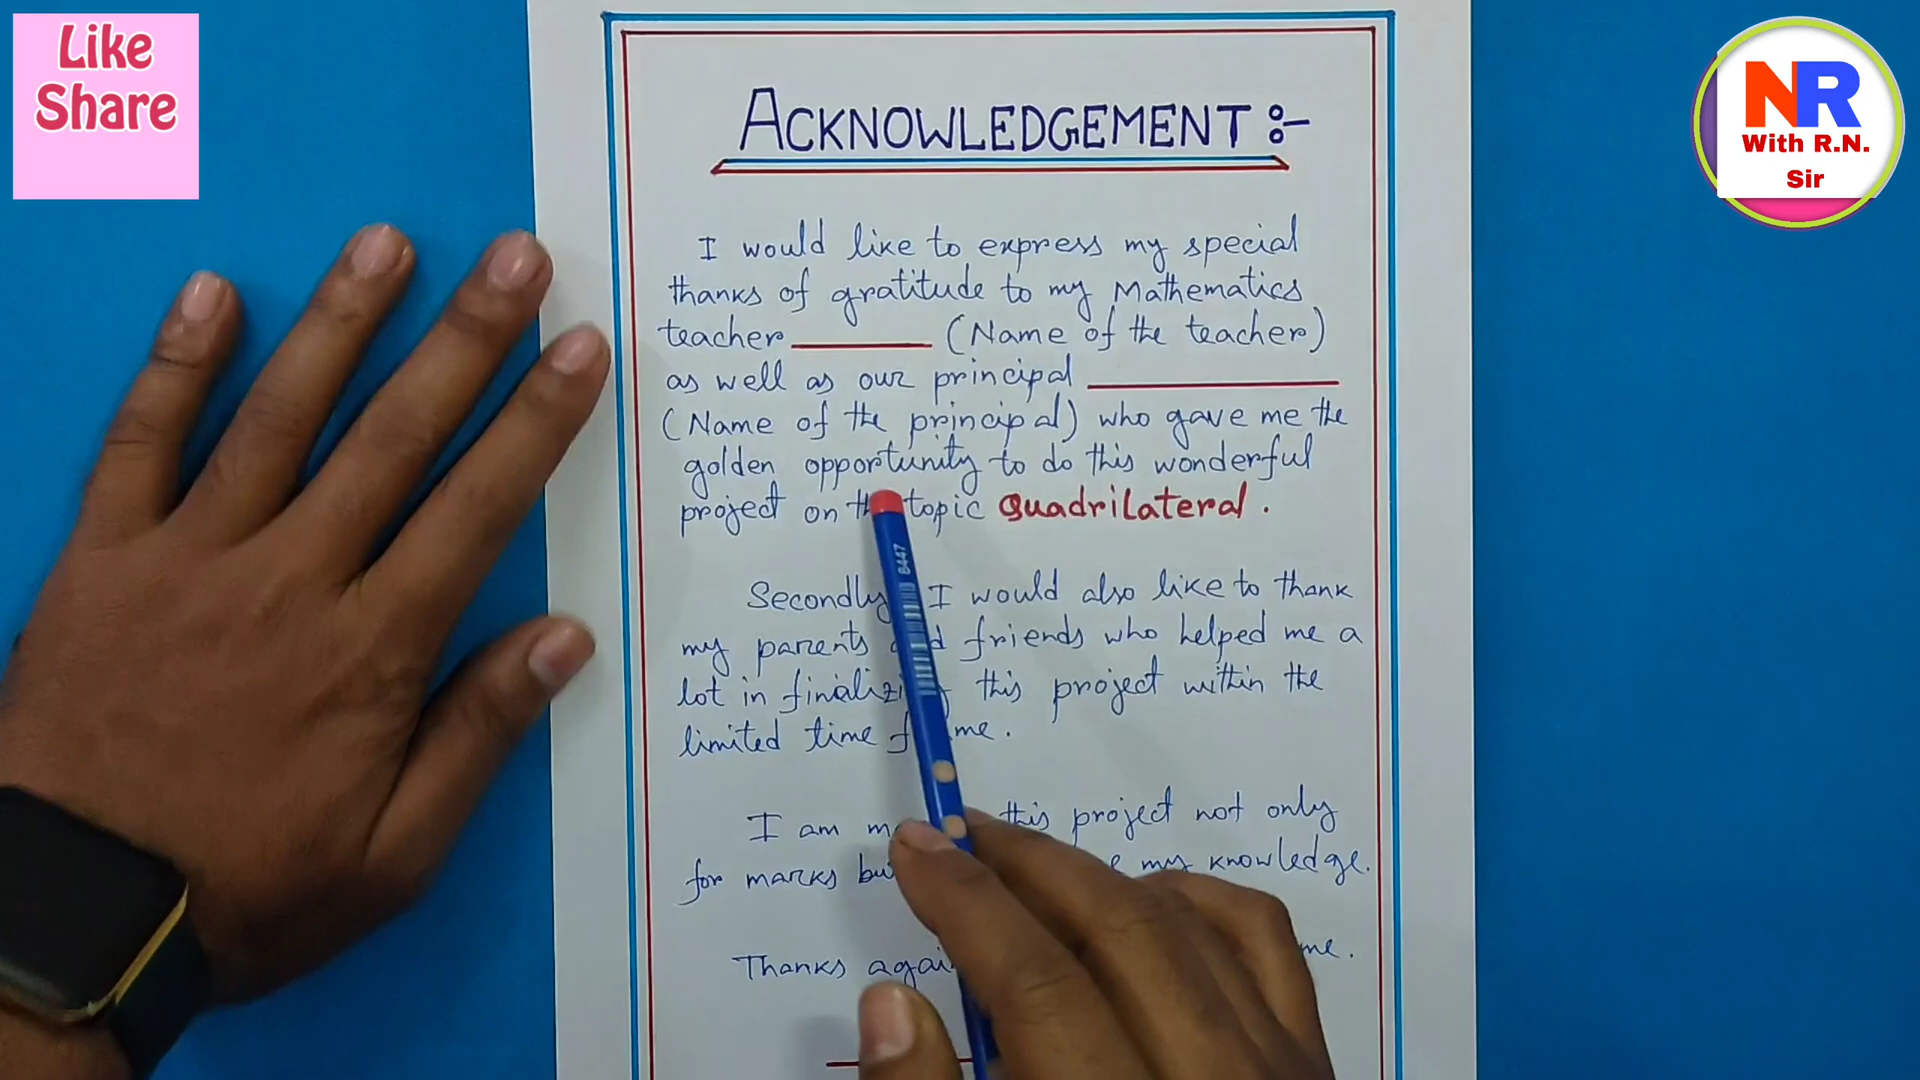 Like
Share
NR
With R.N.
Sir
ACKNOWLEDGEMENT :-
I would like to express my special
thanks of gratitude to my Mathematics
teacher ______ (Name of the teacher)
as well as our principal ______
(Name of the principal) who gave me the
golden opportunity to do this wonderful
project on topic Quadrilateral.
Secondly I would also like to thank
my parents friends who helped me a
lot in this project within the
limited time
I am this project not only
for marks my knowledge.
Thanks me.
6447